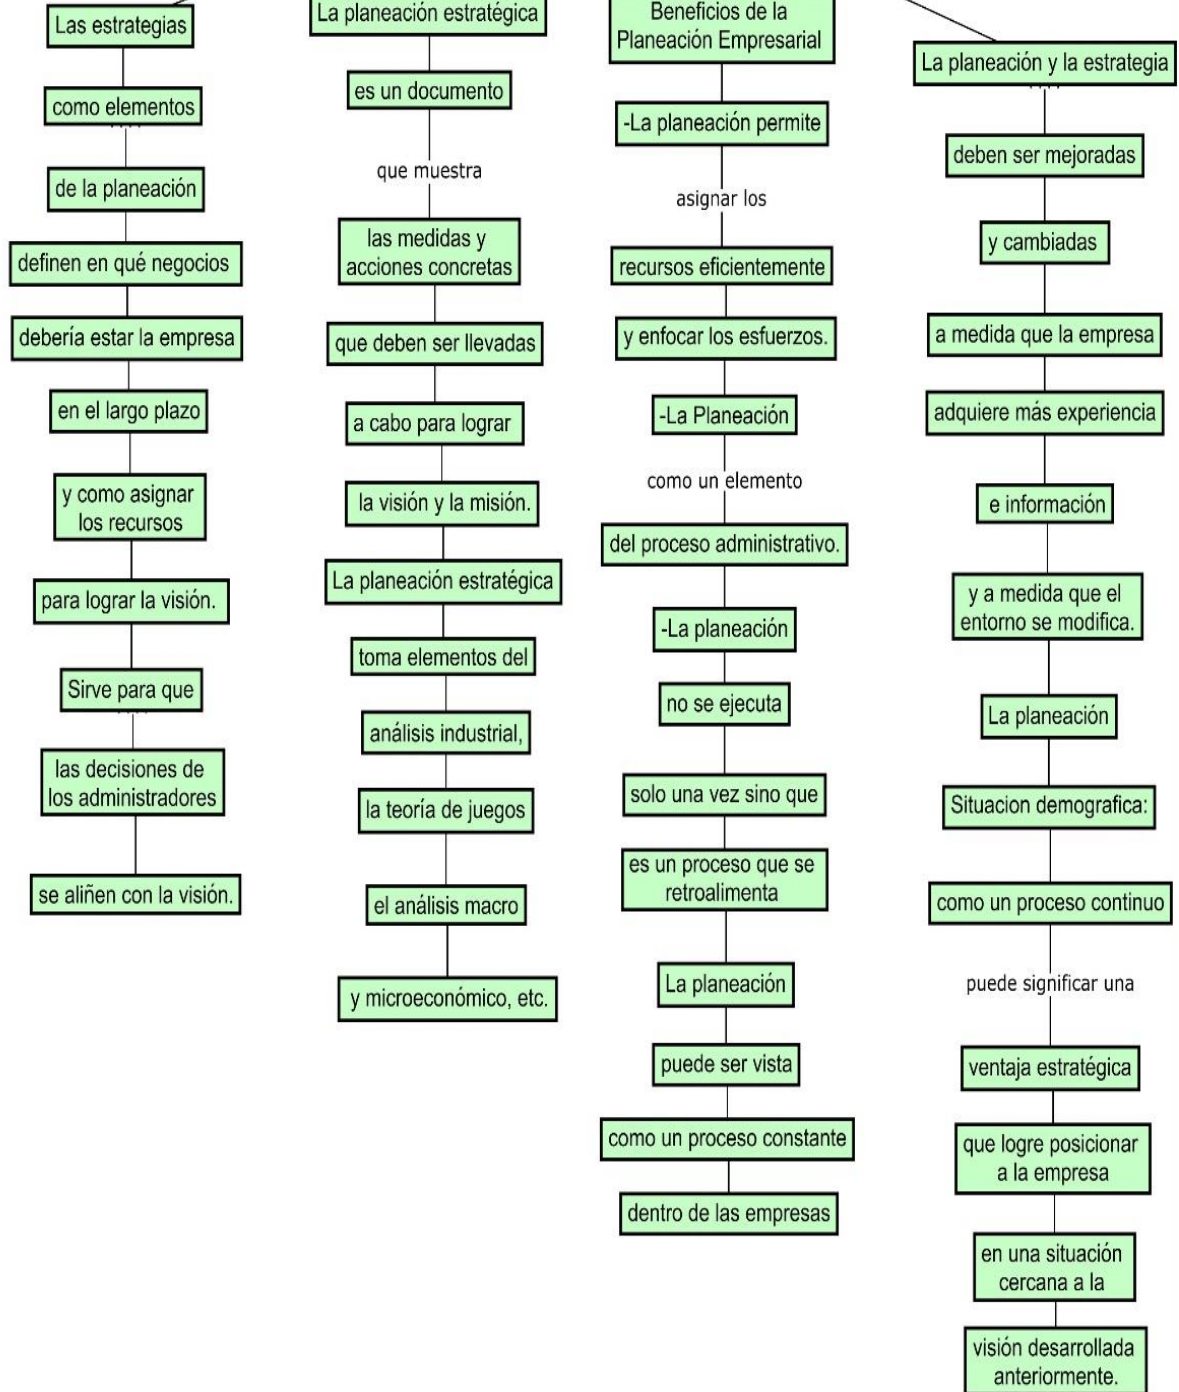 Las estrategias
como elementos
de la planeación
definen en qué negocios
debería estar la empresa
en el largo plazo
y como asignar
los recursos
para lograr la visión.
Sirve para que
las decisiones de
los administradores
se aliñen con la visión.
La planeación estratégica
es un documento
que muestra
las medidas y
acciones concretas
que deben ser llevadas
a cabo para lograr
la visión y la misión.
La planeación estratégica
toma elementos del
análisis industrial,
la teoría de juegos
el análisis macro
y microeconómico, etc.
Beneficios de la
Planeación Empresarial
-La planeación permite
asignar los
recursos eficientemente
y enfocar los esfuerzos.
-La Planeación
como un elemento
del proceso administrativo.
-La planeación
no se ejecuta
solo una vez sino que
es un proceso que se
retroalimenta
La planeación
puede ser vista
como un proceso constante
dentro de las empresas
La planeación y la estrategia
deben ser mejoradas
y cambiadas
a medida que la empresa
adquiere más experiencia
e información
y a medida que el
entorno se modifica.
La planeación
Situacion demografica:
como un proceso continuo
puede significar una
ventaja estratégica
que logre posicionar
a la empresa
en una situación
cercana a la
visión desarrollada
anteriormente.